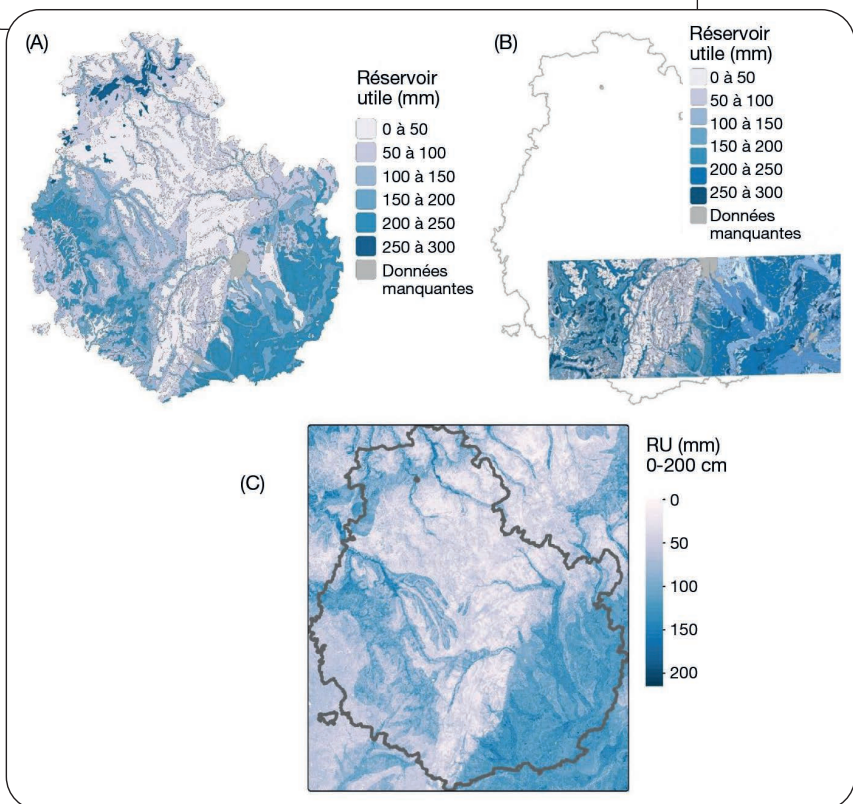 (A)
Réservoir
utile (mm)
0 à 50
50 à 100
100 à 150
150 à 200
200 à 250
250 à 300
Données
manquantes
(B)
Réservoir
utile (mm)
0 à 50
50 à 100
100 à 150
150 à 200
200 à 250
250 à 300
Données
manquantes
(C)
RU (mm)
0-200 cm
0
50
100
150
200